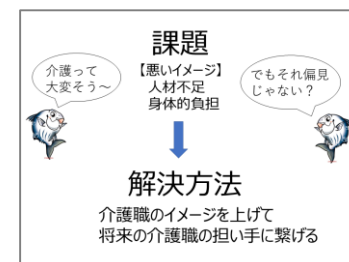 課題
介護って
大変そう～
【悪いイメージ】
人材不足
身体的負担
でもそれ偏見
じゃない？
解決方法
介護職のイメージを上げて
将来の介護職の担い手に繋げる